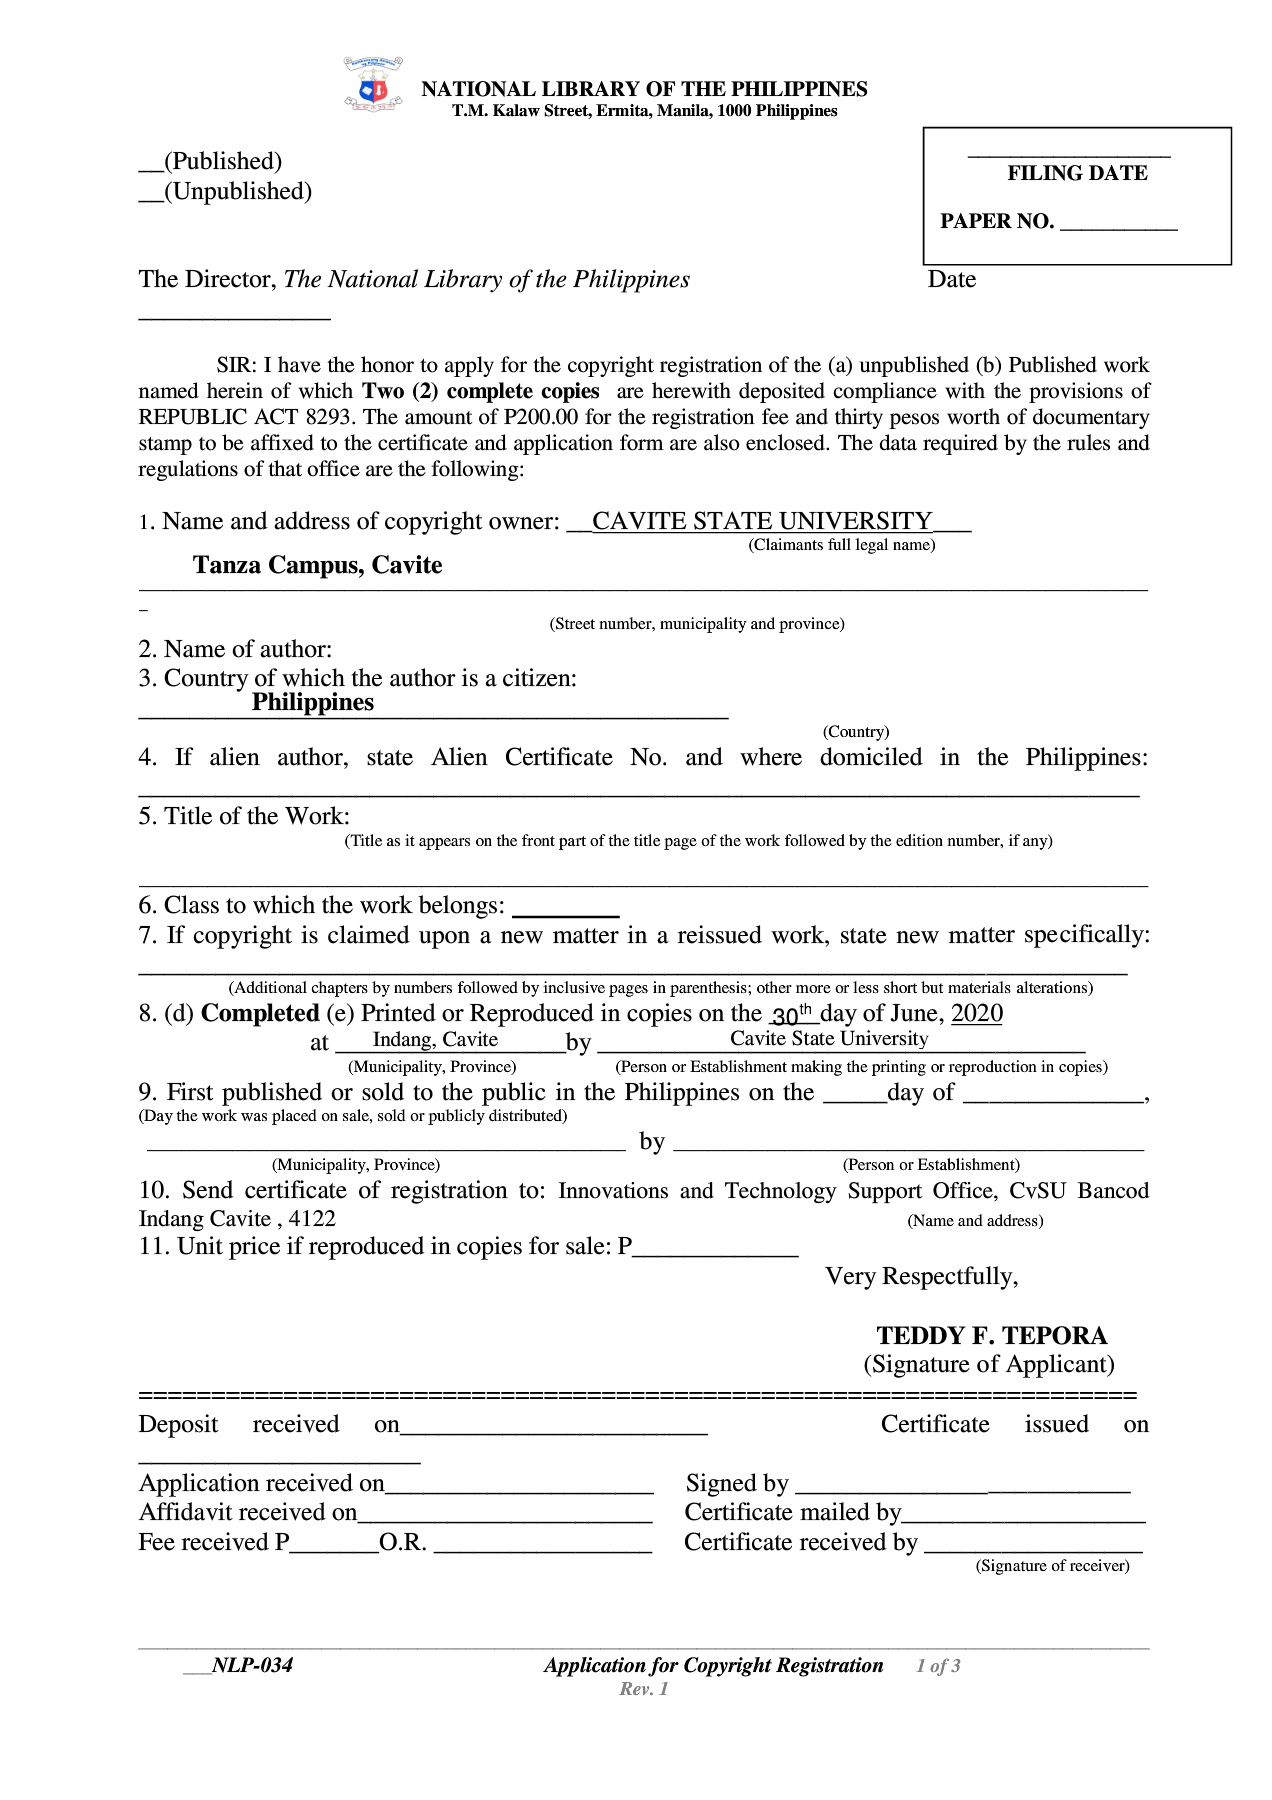 NATIONAL LIBRARY OF THE PHILIPPINES
T.M. Kalaw Street, Ermita, Manila, 1000 Philippines
__(Published)
__(Unpublished)
___________________
FILING DATE
PAPER NO. ___________
The Director, The National Library of the Philippines Date
_______________
SIR: I have the honor to apply for the copyright registration of the (a) unpublished (b) Published work
named herein of which Two (2) complete copies are herewith deposited compliance with the provisions of
REPUBLIC ACT 8293. The amount of P200.00 for the registration fee and thirty pesos worth of documentary
stamp to be affixed to the certificate and application form are also enclosed. The data required by the rules and
regulations of that office are the following:
1. Name and address of copyright owner: __CAVITE STATE UNIVERSITY___
(Claimants full legal name)
Tanza Campus, Cavite
_
(Street number, municipality and province)
2. Name of author:
3. Country of which the author is a citizen:
Philippines
(Country)
4. If alien author, state Alien Certificate No. and where domiciled in the Philippines:
5. Title of the Work:
(Title as it appears on the front part of the title page of the work followed by the edition number, if any)
6. Class to which the work belongs: ________
7. If copyright is claimed upon a new matter in a reissued work, state new matter specifically:
(Additional chapters by numbers followed by inclusive pages in parenthesis; other more or less short but materials alterations)
8. (d) Completed (e) Printed or Reproduced in copies on the 30th day of June, 2020
at Indang, Cavite by Cavite State University
(Municipality, Province) (Person or Establishment making the printing or reproduction in copies)
9. First published or sold to the public in the Philippines on the _____day of ______________,
(Day the work was placed on sale, sold or publicly distributed)
by
(Municipality, Province) (Person or Establishment)
10. Send certificate of registration to: Innovations and Technology Support Office, CvSU Bancod
Indang Cavite , 4122 (Name and address)
11. Unit price if reproduced in copies for sale: P_____________
Very Respectfully,
TEDDY F. TEPORA
(Signature of Applicant)
==========================================================================
Deposit received on________________________ Certificate issued on
______________________
Application received on_____________________ Signed by __________________________
Affidavit received on_______________________ Certificate mailed by___________________
Fee received P_______O.R. _________________ Certificate received by _________________
(Signature of receiver)
___NLP-034 Application for Copyright Registration 1 of 3
Rev. 1